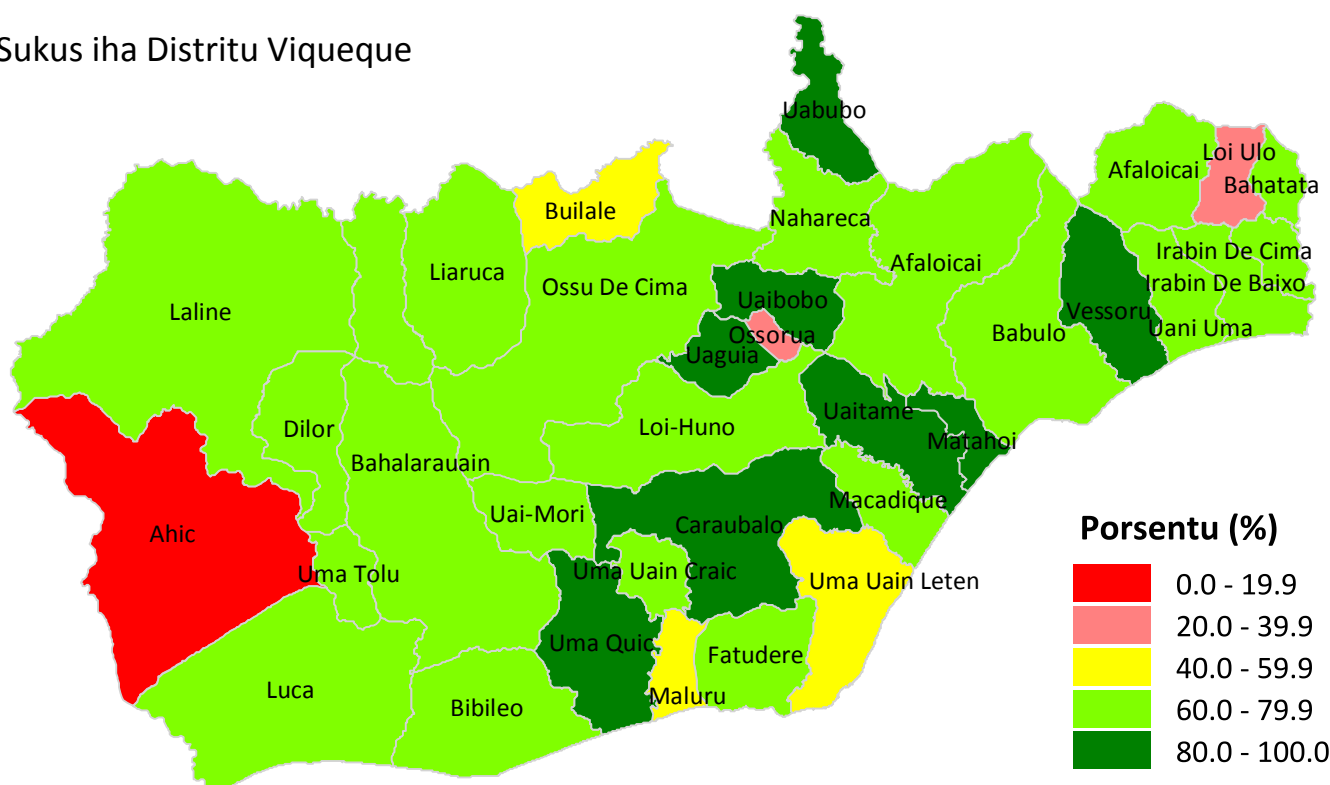 Sukus iha Distritu Viqueque
Uabubo
Loi Ulo
Afaloicai
Bahatata
Builale
Nahareca
Irabin De Cima
Liaruca
Afaloicai
Ossu De Cima
Irabin De Baixo
Uaibobo
Laline
Vessoru
Uani Uma
Ossorua
Babulo
Uaguia
Uaitame
Dilor
Loi-Huno
Matahoi
Bahalarauain
Macadique
Uai-Mori
Caraubalo
Ahic
Uma Tolu
Uma Uain Craic
Uma Uain Leten
Uma Quic
Fatudere
Luca
Maluru
Bibileo
Porsentu (%)
0.0 - 19.9
20.0 - 39.9
40.0 - 59.9
60.0 - 79.9
80.0 - 100.0